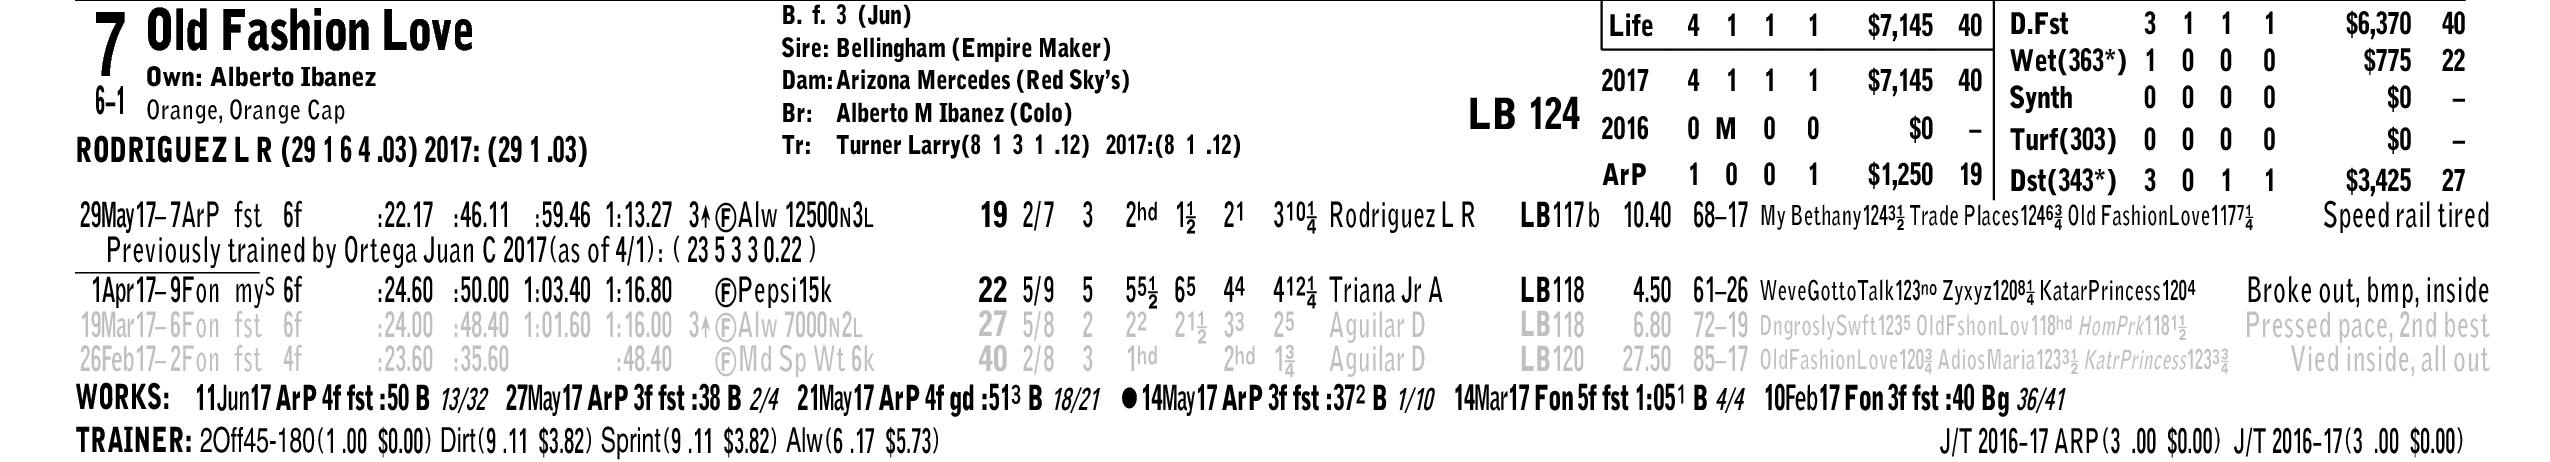 7 Old Fashion Love
Own: Alberto Ibanez
6–1 Orange, Orange Cap
RODRIGUEZ L R (29 1 6 4 .03) 2017: (29 1 .03)
B. f. 3 (Jun)
Sire: Bellingham (Empire Maker)
Dam: Arizona Mercedes (Red Sky's)
Br: Alberto M Ibanez (Colo)
Tr: Turner Larry(8 1 3 1 .12) 2017:(8 1 .12)
LB 124
Life 4 1 1 1 $7,145 40
2017 4 1 1 1 $7,145 40
2016 0 M 0 0 $0 –
ArP 1 0 0 1 $1,250 19
D.Fst 3 1 1 1 $6,370 40
Wet(363*) 1 0 0 0 $775 22
Synth 0 0 0 0 $0 –
Turf(303) 0 0 0 0 $0 –
Dst(343*) 3 0 1 1 $3,425 27
29May17–7ArP fst 6f :22.17 :46.11 :59.46 1:13.27 3↑ⒻAlw 12500N3L 19 2/7 3 2hd 1½ 21 310¼ Rodriguez L R LB117b 10.40 68–17 My Bethany1243½ Trade Places1246¾ Old FashionLove1177¼ Speed rail tired
Previously trained by Ortega Juan C 2017(as of 4/1): ( 23 5 3 3 0.22 )
1Apr17–9Fon myS 6f :24.60 :50.00 1:03.40 1:16.80 ⒻPepsi15k 22 5/9 5 55½ 65 44 412¼ Triana Jr A LB118 4.50 61–26 WeveGottoTalk123no Zyxyz1208¼ KatarPrincess1204 Broke out, bmp, inside
19Mar17–6Fon fst 6f :24.00 :48.40 1:01.60 1:16.00 3↑ⒻAlw 7000N2L 27 5/8 2 22 21½ 33 25 Aguilar D LB118 6.80 72–19 DngroslySwft1235 OldFshonLov118hd HomPrk1181½ Pressed pace, 2nd best
26Feb17–2Fon fst 4f :23.60 :35.60 :48.40 ⒻMd Sp Wt 6k 40 2/8 3 1hd 2hd 1¾ Aguilar D LB120 27.50 85–17 OldFashionLove120¾ AdiosMaria1233½ KatrPrincess1233¾ Vied inside, all out
WORKS: 11Jun17 ArP 4f fst :50 B 13/32 27May17 ArP 3f fst :38 B 2/4 21May17 ArP 4f gd :513 B 18/21 ●14May17 ArP 3f fst :372 B 1/10 14Mar17 Fon 5f fst 1:051 B 4/4 10Feb17 Fon 3f fst :40 Bg 36/41
TRAINER: 2Off45-180(1 .00 $0.00) Dirt(9 .11 $3.82) Sprint(9 .11 $3.82) Alw(6 .17 $5.73) J/T 2016-17 ARP(3 .00 $0.00) J/T 2016-17(3 .00 $0.00)